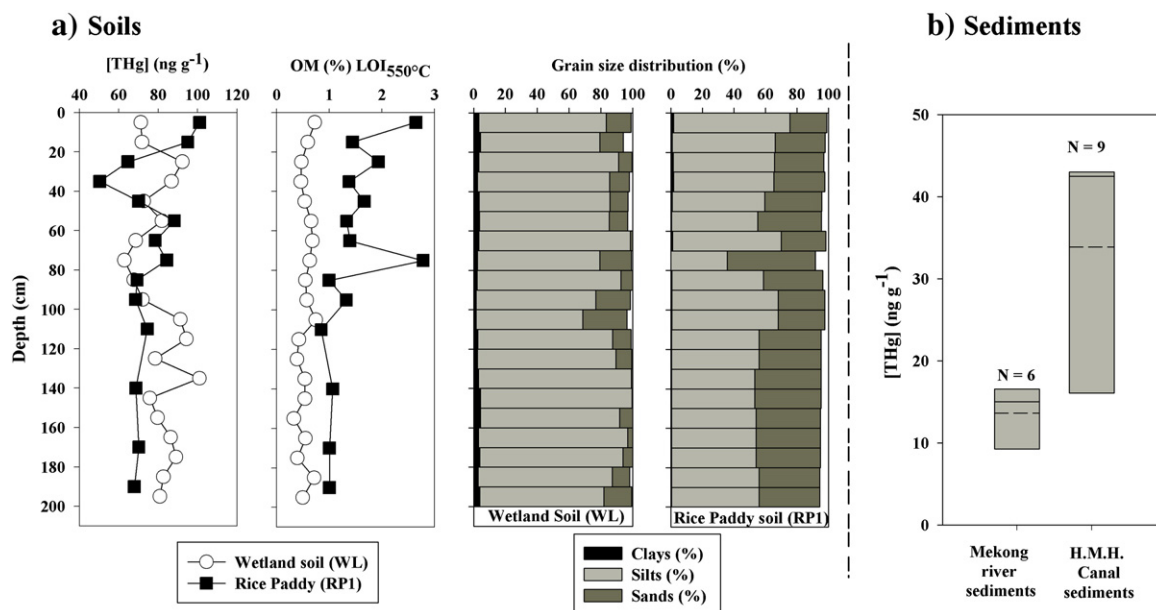 a) Soils
b) Sediments
[THg] (ng g-1)
OM (%) LOI550°C
Grain size distribution (%)
40 60 80 100 120
0 1 2 3
0 20 40 60 80 100
0 20 40 60 80 100
Depth (cm)
0
20
40
60
80
100
120
140
160
180
200
Wetland Soil (WL)
Rice Paddy soil (RP1)
Wetland soil (WL)
Rice Paddy (RP1)
Clays (%)
Silts (%)
Sands (%)
[THg] (ng g-1)
50
40
30
20
10
0
N = 9
N = 6
Mekong
river
sediments
H.M.H.
Canal
sediments